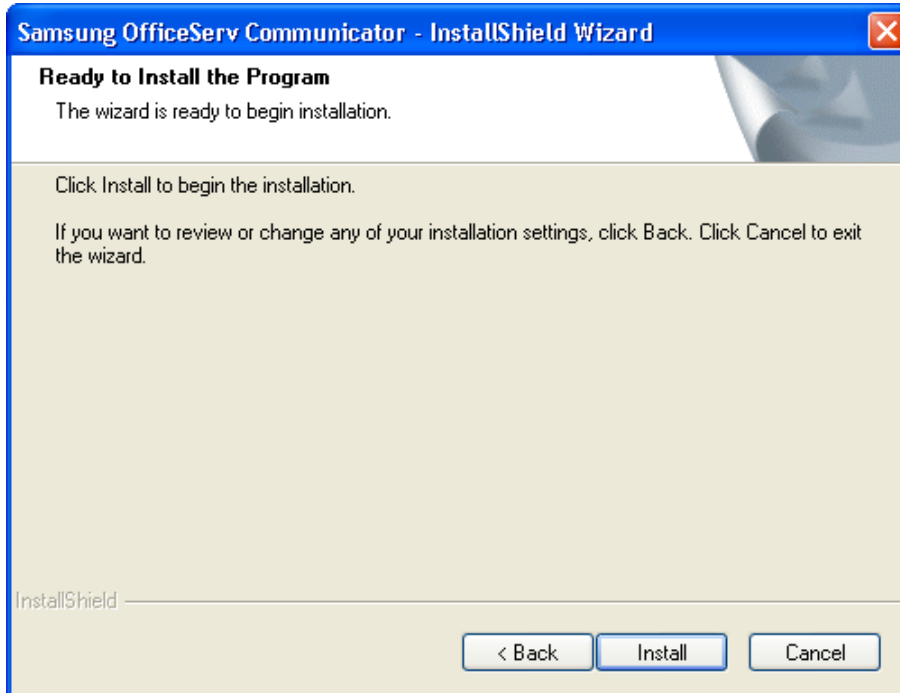 Samsung OfficeServ Communicator - InstallShield Wizard
Ready to Install the Program
The wizard is ready to begin installation.
Click Install to begin the installation.
If you want to review or change any of your installation settings, click Back. Click Cancel to exit
the wizard.
InstallShield
< Back Install Cancel